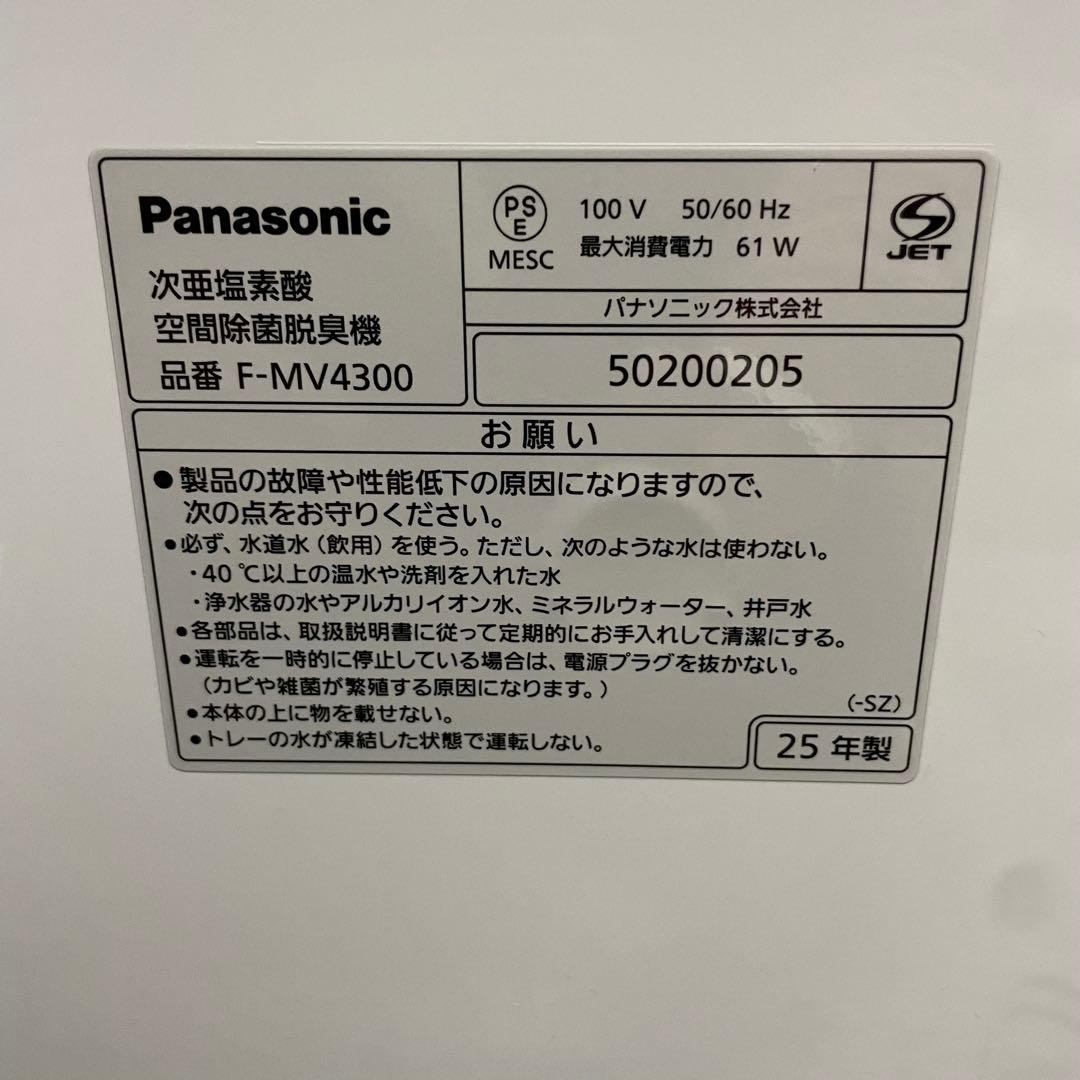 Panasonic
次亜塩素酸
空間除菌脱臭機
品番 F-MV4300
PS
E
MESC
100 V 50/60 Hz
最大消費電力 61 W
JET
パナソニック株式会社
50200205
お願い
●製品の故障や性能低下の原因になりますので、
次の点をお守りください。
●必ず、水道水（飲用）を使う。ただし、次のような水は使わない。
・40 ℃以上の温水や洗剤を入れた水
・浄水器の水やアルカリイオン水、ミネラルウォーター、井戸水
●各部品は、取扱説明書に従って定期的にお手入れして清潔にする。
●運転を一時的に停止している場合は、電源プラグを抜かない。
（カビや雑菌が繁殖する原因になります。）
●本体の上に物を載せない。
●トレーの水が凍結した状態で運転しない。
(-SZ)
25 年製